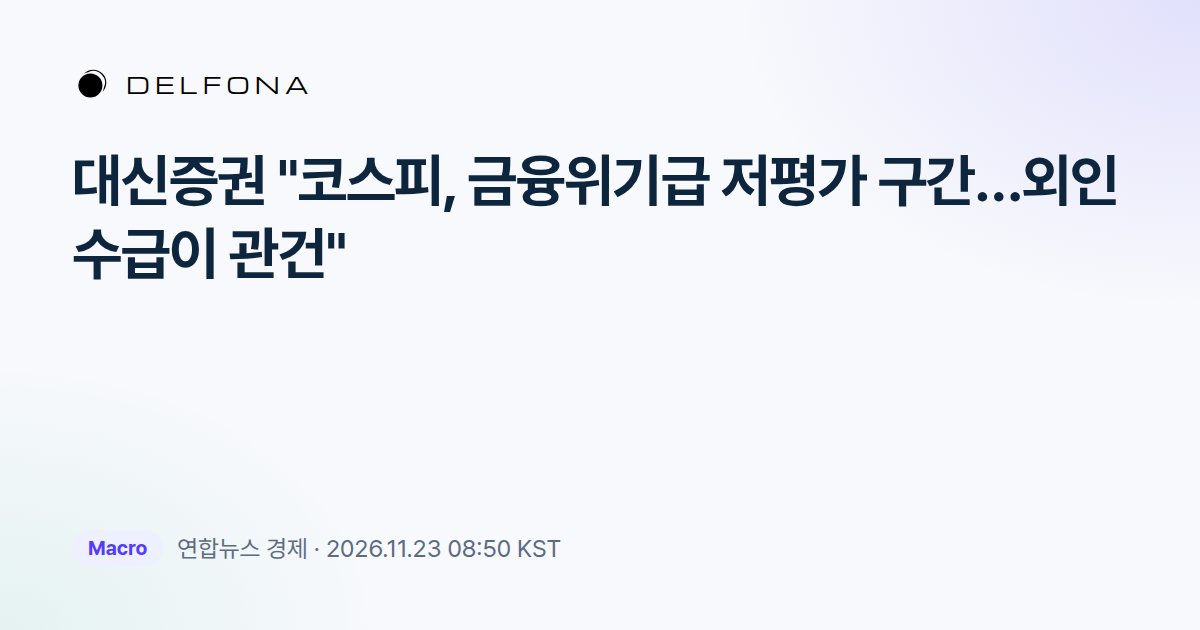 DELFONA
대신증권 "코스피, 금융위기급 저평가 구간…외인
수급이 관건"
Macro 연합뉴스 경제 · 2026.11.23 08:50 KST